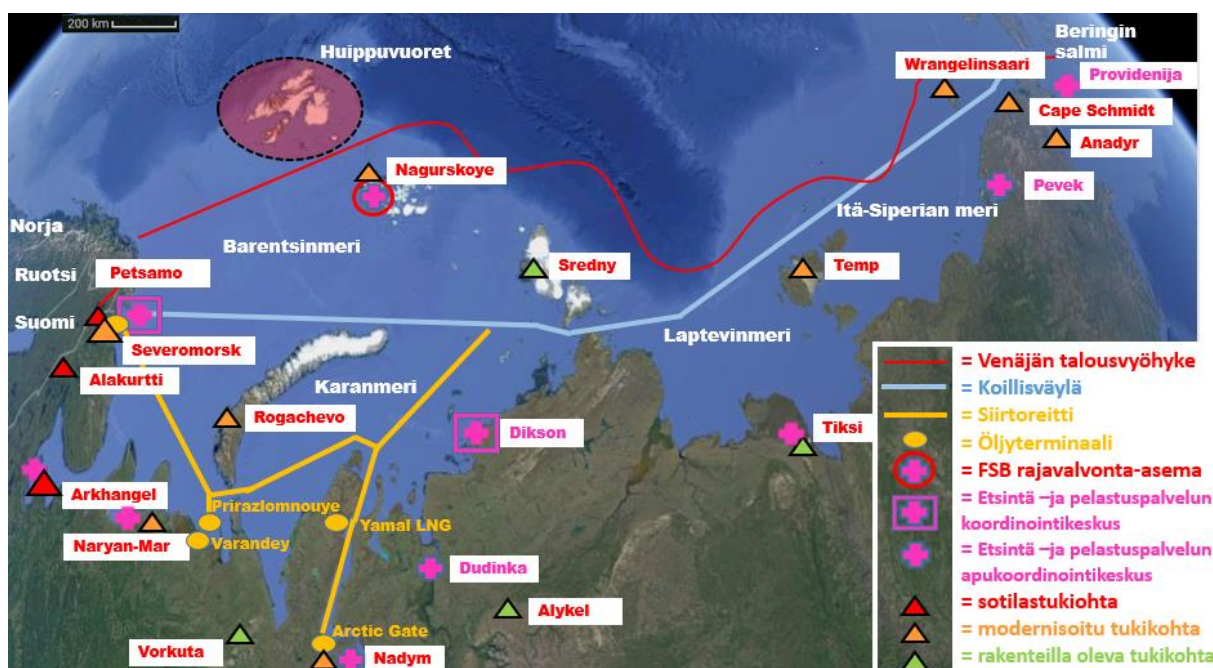 200 km
Huippuvuoret
Beringin
salmi
Wrangelinsaari
Providenija
Cape Schmidt
Anadyr
Nagurskoye
Pevek
Itä-Siperian meri
Norja
Barentsinmeri
Ruotsi
Petsamo
Sredny
Temp
Suomi
Laptevinmeri
Severomorsk
Alakurtti
Karanmeri
Rogachevo
Dikson
Tiksi
Arkhangel
Prirazlomnouye
Yamal LNG
Naryan-Mar
Varandey
Dudinka
Alykel
Arctic Gate
Vorkuta
Nadym
= Venäjän talousvyöhyke
= Koillisväylä
= Siirtoreitti
= Öljyterminaali
= FSB rajavalvonta-asema
= Etsintä –ja pelastuspalvelun
koordinointikeskus
= Etsintä –ja pelastuspalvelun
apukoordinointikeskus
= sotilastukiohta
= modernisoitu tukikohta
= rakenteilla oleva tukikohta